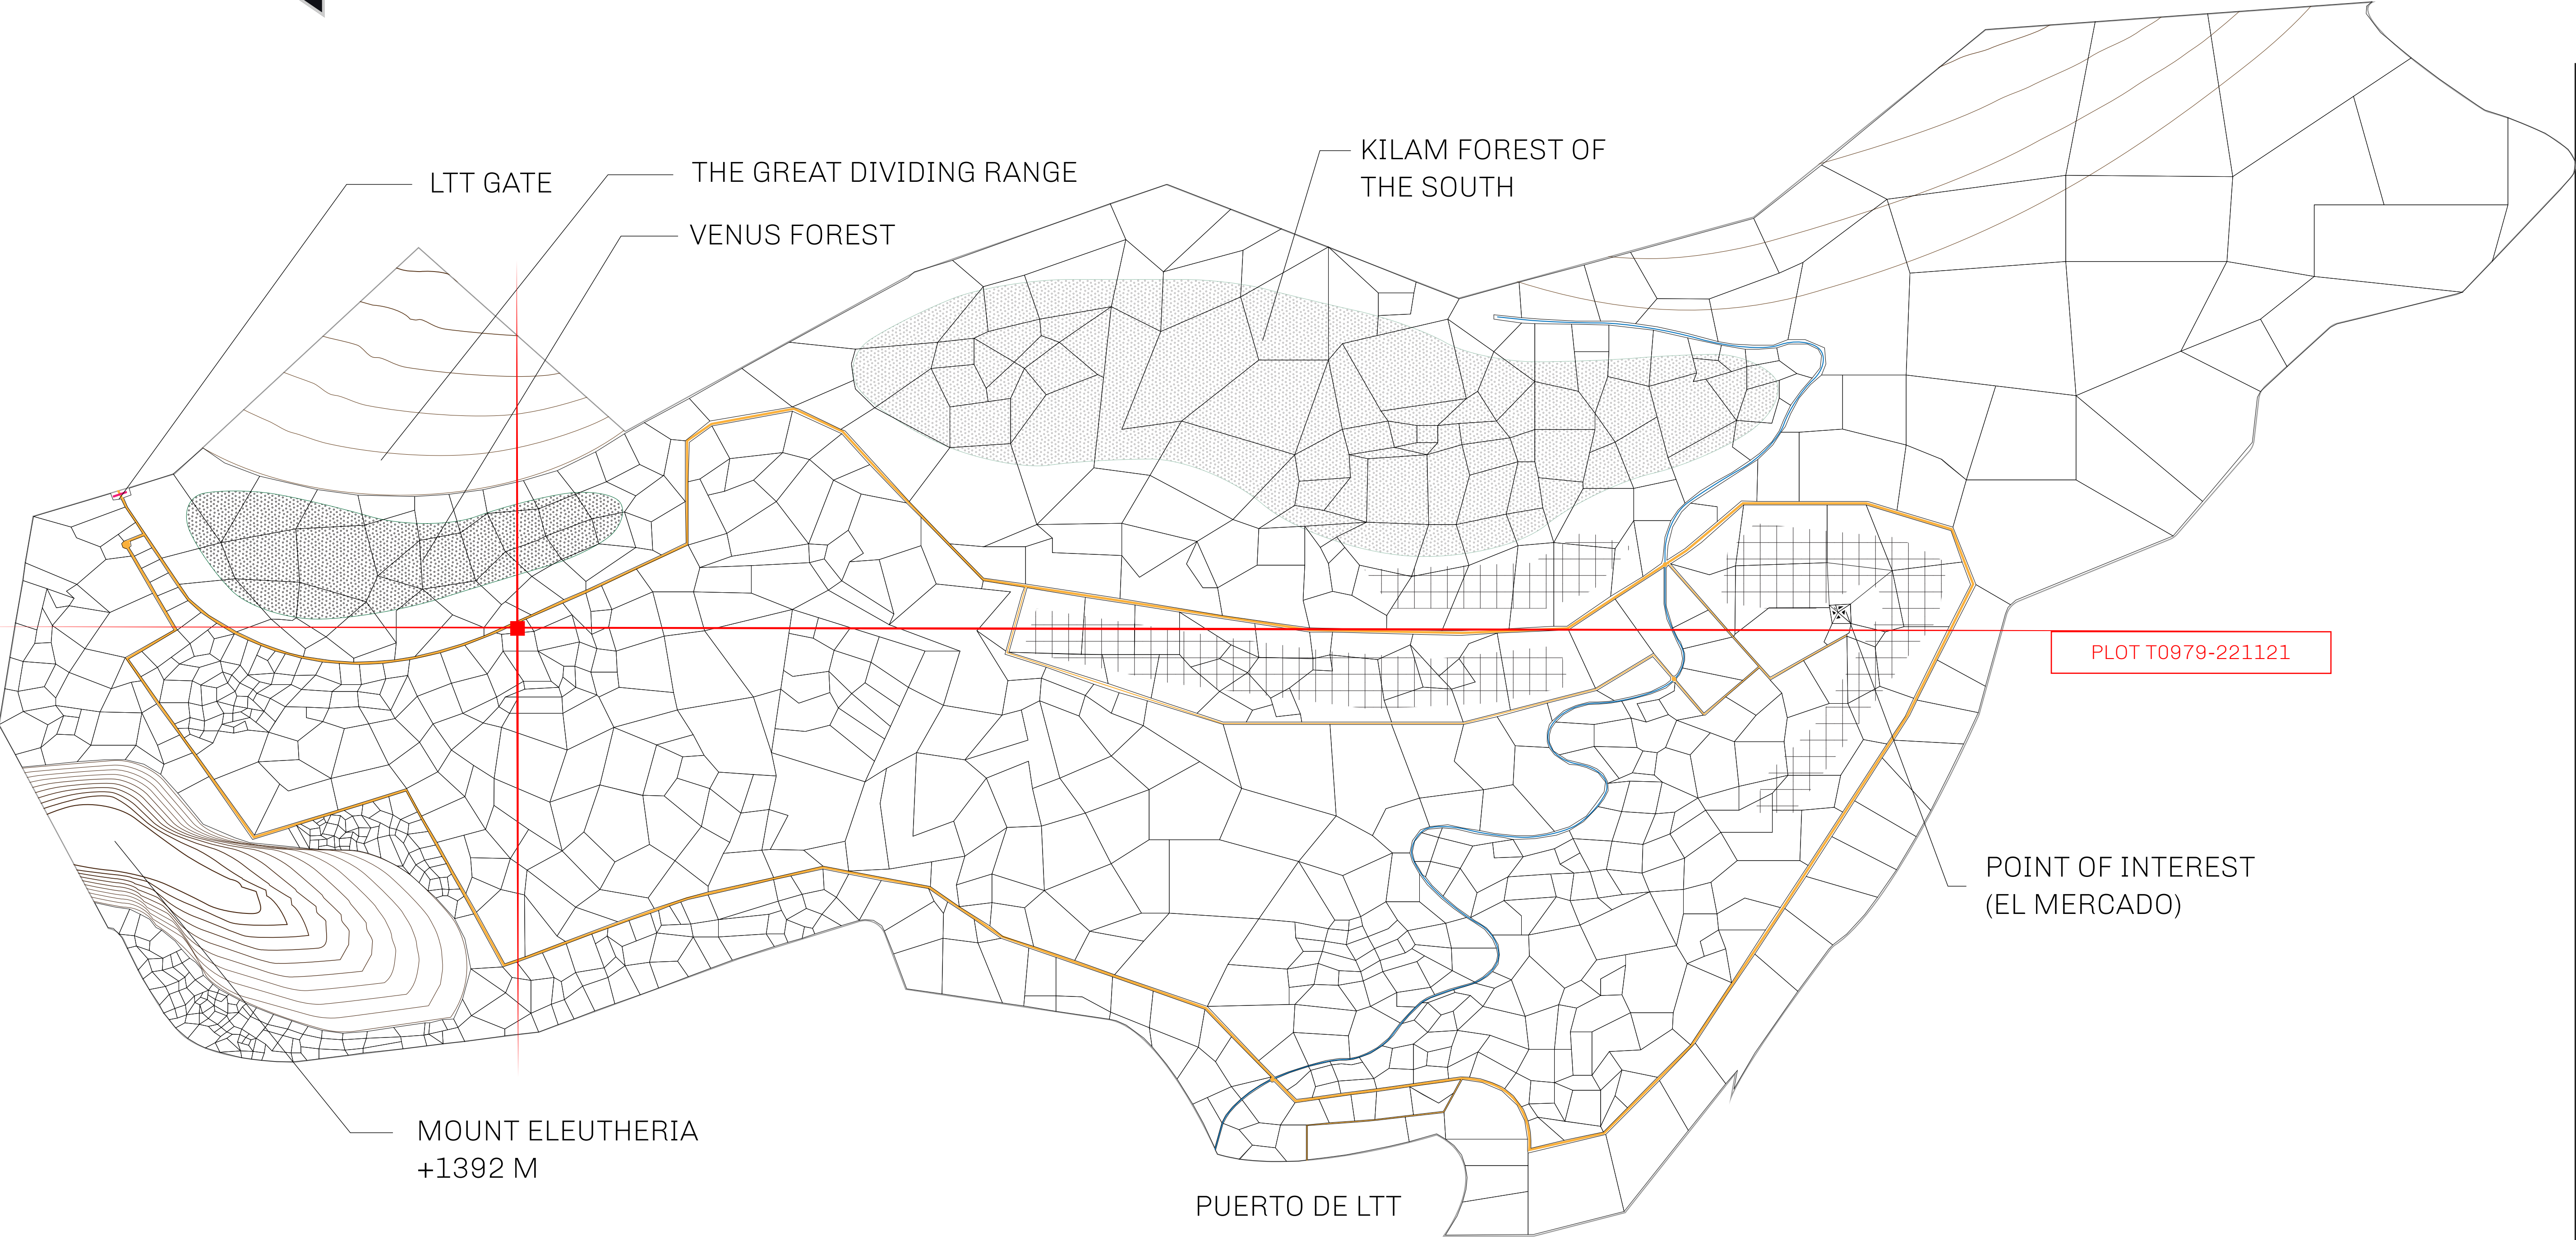 KILAM FOREST OF
THE SOUTH
THE GREAT DIVIDING RANGE
LTT GATE
VENUS FOREST
PLOT T0979-221121
POINT OF INTEREST
(EL MERCADO)
MOUNT ELEUTHERIA
+1392 M
PUERTO DE LTT